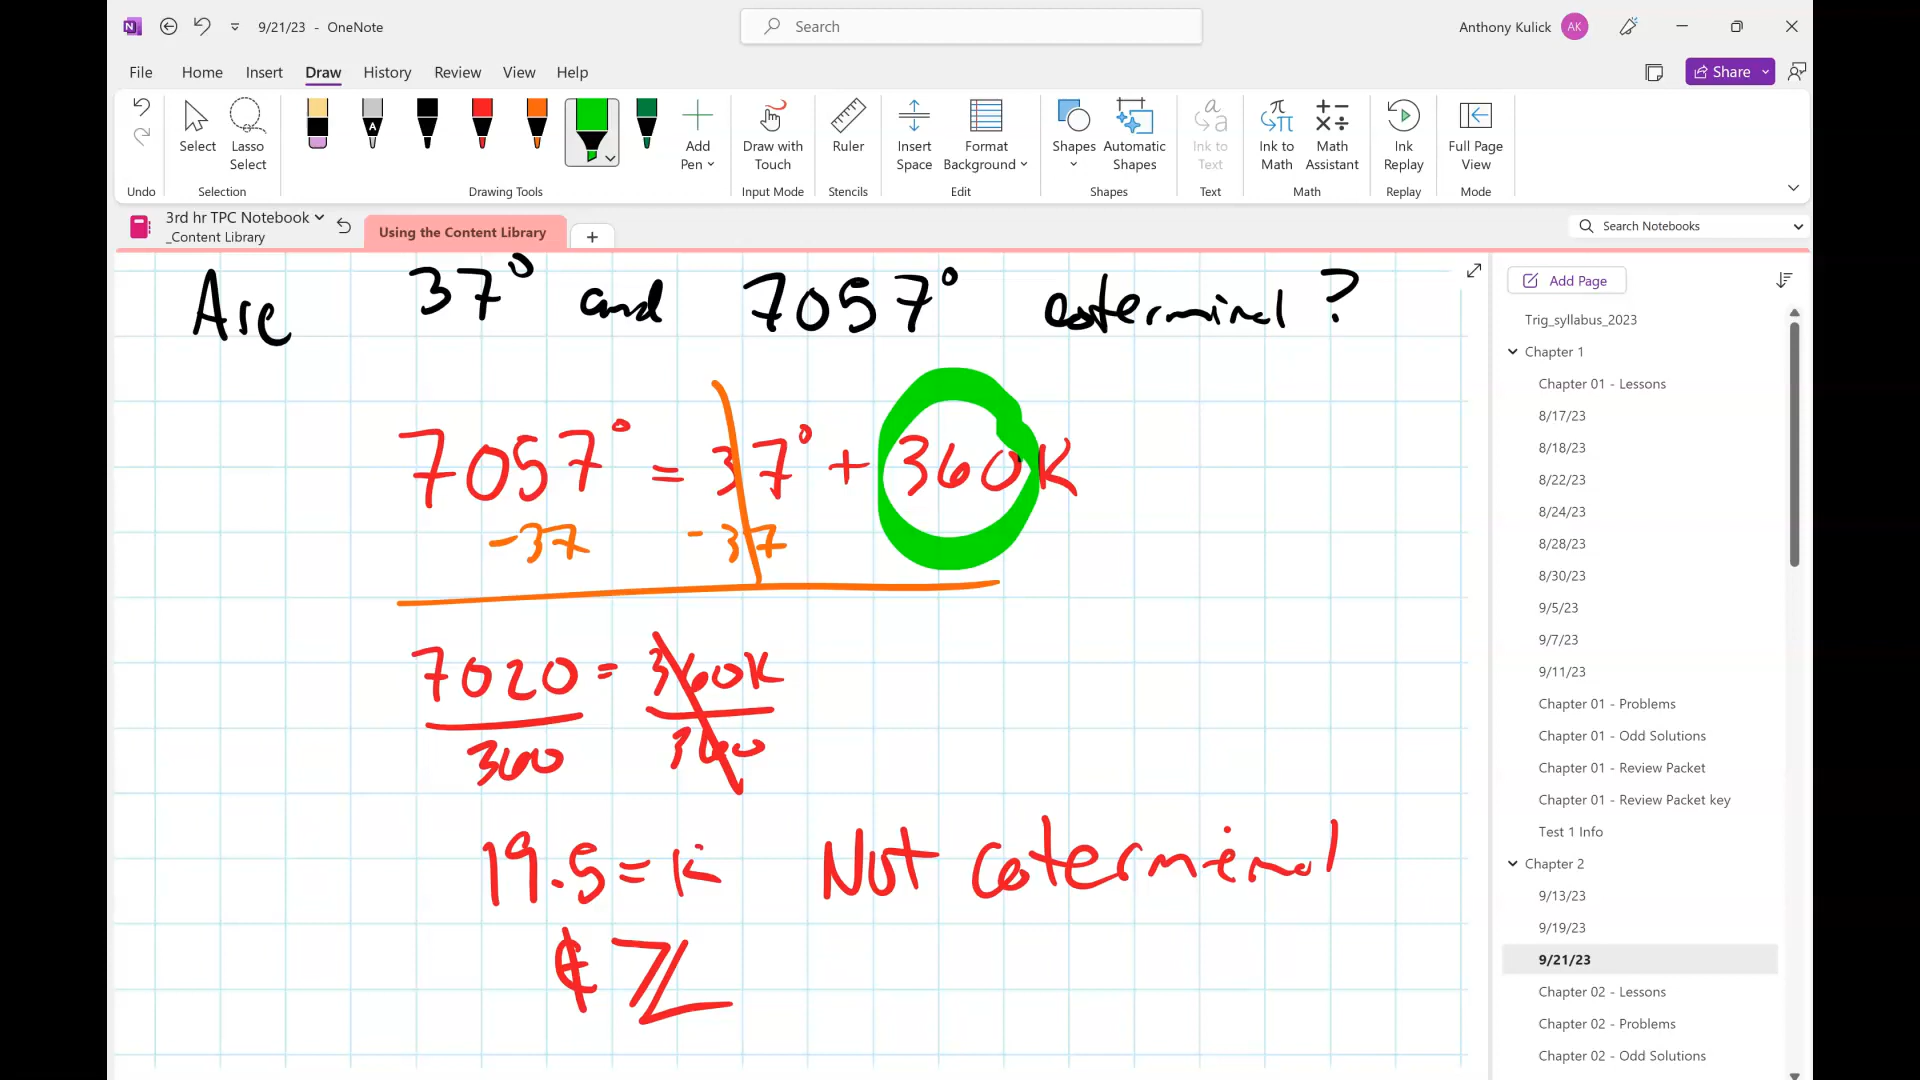 9/21/23 - OneNote
Search
Anthony Kulick AK
File Home Insert Draw History Review View Help
Share
Select
Lasso Select
Add Pen
Draw with Touch
Ruler
Insert Space
Format Background
Shapes
Automatic Shapes
Ink to Text
Ink to Math
Math Assistant
Ink Replay
Full Page View
Undo Selection Drawing Tools Input Mode Stencils Edit Shapes Text Math Replay Mode
3rd hr TPC Notebook
_Content Library
Using the Content Library
Search Notebooks
Are 37° and 7057° coterminal ?
7057° = 37° + 360K
-37 -37
7020 = 360K
360 360
19.5 = K Not coterminal
∉ ℤ
Add Page
Trig_syllabus_2023
Chapter 1
Chapter 01 - Lessons
8/17/23
8/18/23
8/22/23
8/24/23
8/28/23
8/30/23
9/5/23
9/7/23
9/11/23
Chapter 01 - Problems
Chapter 01 - Odd Solutions
Chapter 01 - Review Packet
Chapter 01 - Review Packet key
Test 1 Info
Chapter 2
9/13/23
9/19/23
9/21/23
Chapter 02 - Lessons
Chapter 02 - Problems
Chapter 02 - Odd Solutions